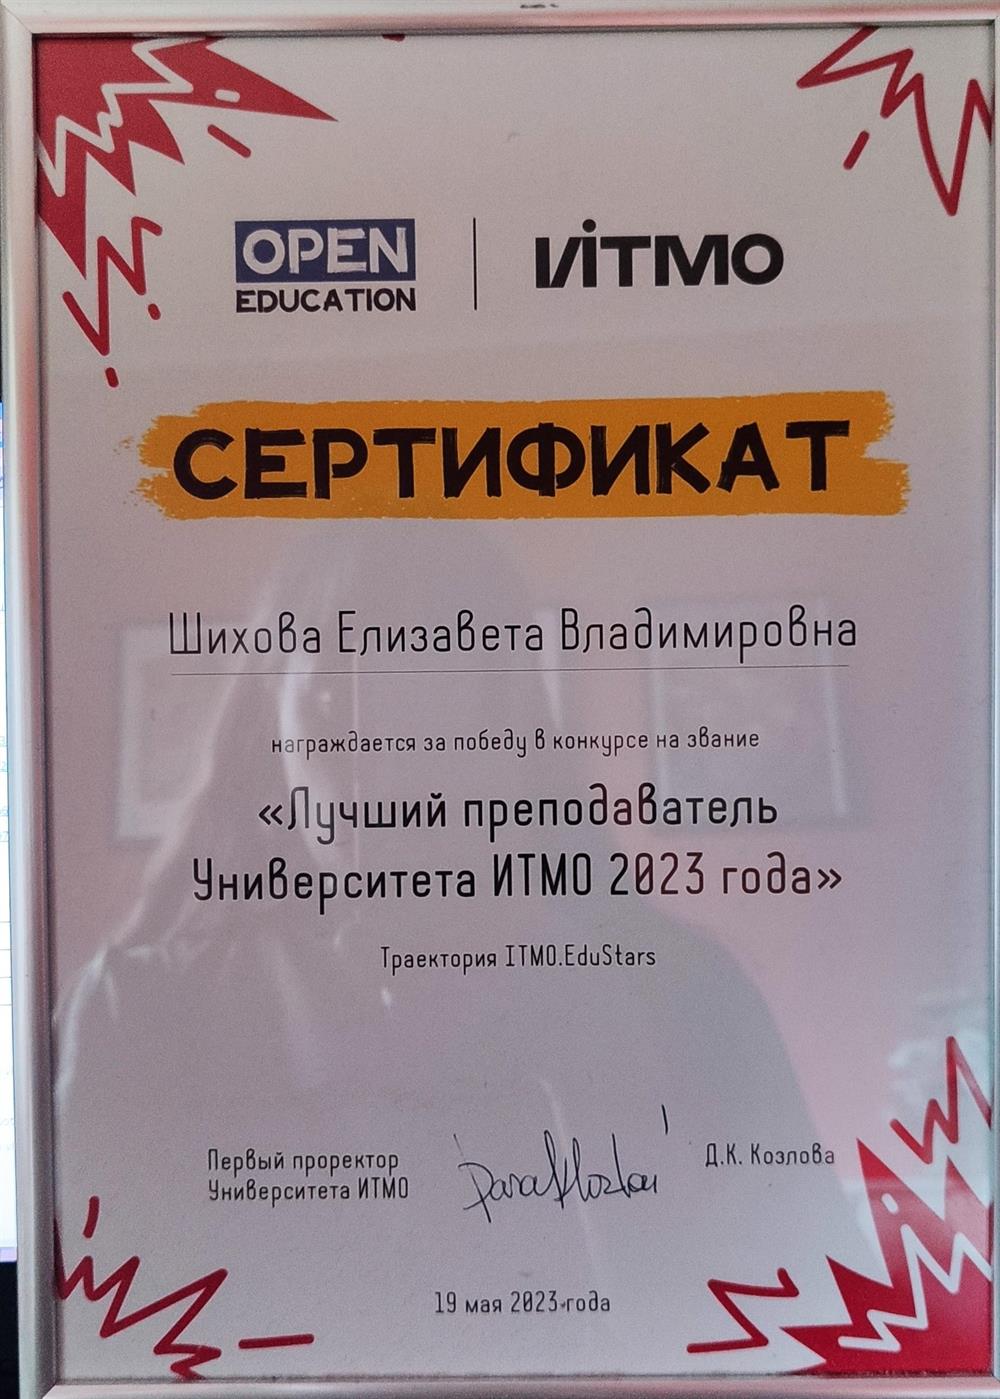 OPEN
EDUCATION
ИТМО
СЕРТИФИКАТ
Шихова Елизавета Владимировна
награждается за победу в конкурсе на звание
«Лучший преподаватель
Университета ИТМО 2023 года»
Траектория ITMO.EduStars
Первый проректор
Университета ИТМО
Д.К. Козлова
19 мая 2023 года